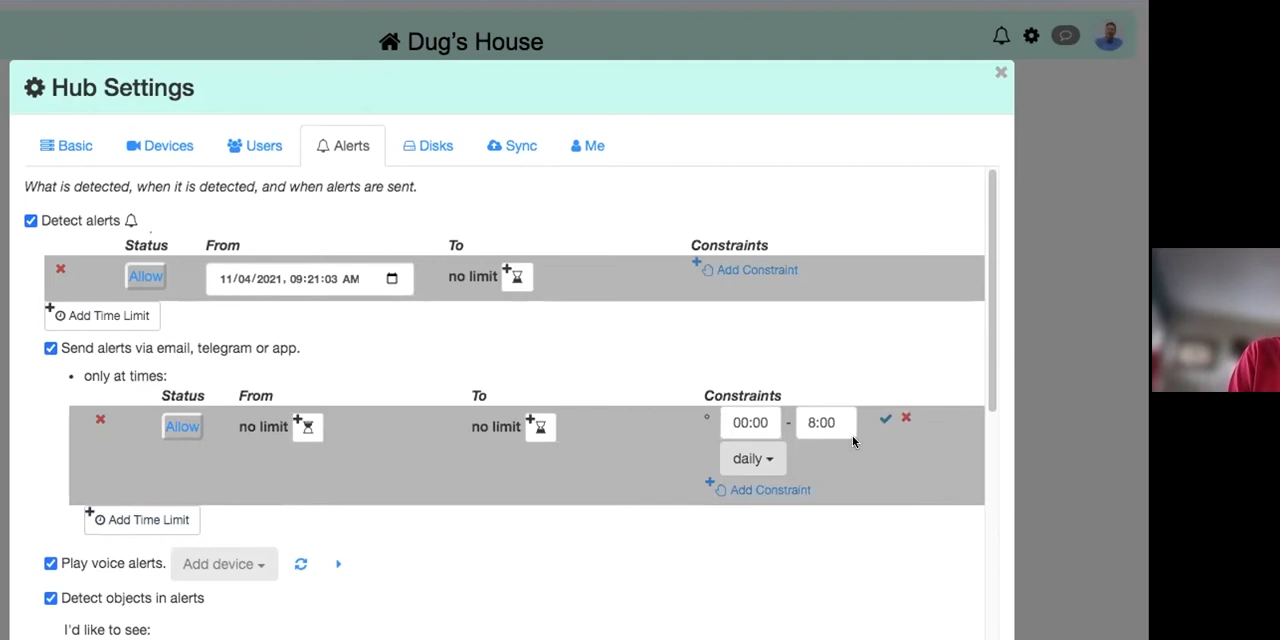 Dug's House
Hub Settings
Basic Devices Users Alerts Disks Sync Me
What is detected, when it is detected, and when alerts are sent.
Detect alerts
Status From To Constraints
Allow 11/04/2021, 09:21:03 AM no limit Add Constraint
Add Time Limit
Send alerts via email, telegram or app.
• only at times:
Status From To Constraints
Allow no limit no limit 00:00 - 8:00
daily
Add Constraint
Add Time Limit
Play voice alerts. Add device
Detect objects in alerts
I'd like to see: